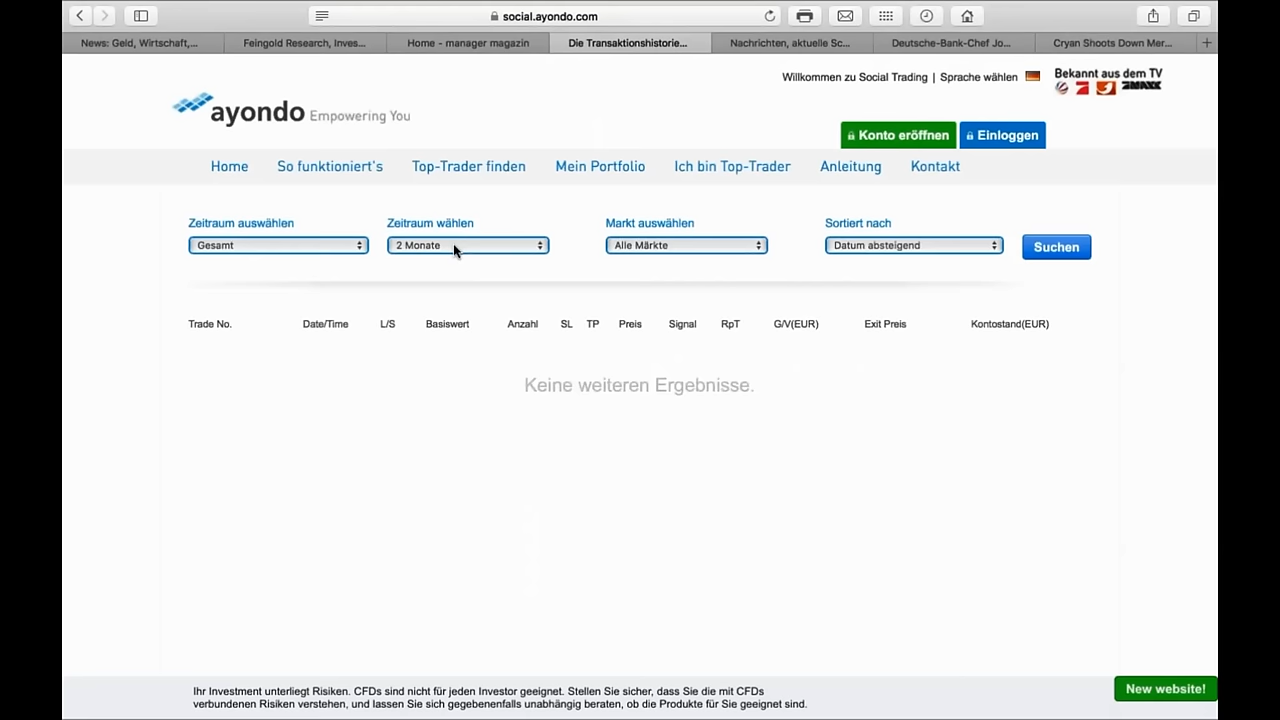 social.ayondo.com
News: Geld, Wirtschaft,...
Feingold Research, Inves...
Home - manager magazin
Die Transaktionshistorie...
Nachrichten, aktuelle Sc...
Deutsche-Bank-Chef Jo...
Cryan Shoots Down Mer...
Willkommen zu Social Trading | Sprache wählen
Bekannt aus dem TV
ayondo Empowering You
Konto eröffnen
Einloggen
Home
So funktioniert's
Top-Trader finden
Mein Portfolio
Ich bin Top-Trader
Anleitung
Kontakt
Zeitraum auswählen
Zeitraum wählen
Markt auswählen
Sortiert nach
Gesamt
2 Monate
Alle Märkte
Datum absteigend
Suchen
Trade No.
Date/Time
L/S
Basiswert
Anzahl
SL
TP
Preis
Signal
RpT
G/V(EUR)
Exit Preis
Kontostand(EUR)
Keine weiteren Ergebnisse.
Ihr Investment unterliegt Risiken. CFDs sind nicht für jeden Investor geeignet. Stellen Sie sicher, dass Sie die mit CFDs
verbundenen Risiken verstehen, und lassen Sie sich gegebenenfalls unabhängig beraten, ob die Produkte für Sie geeignet sind.
New website!